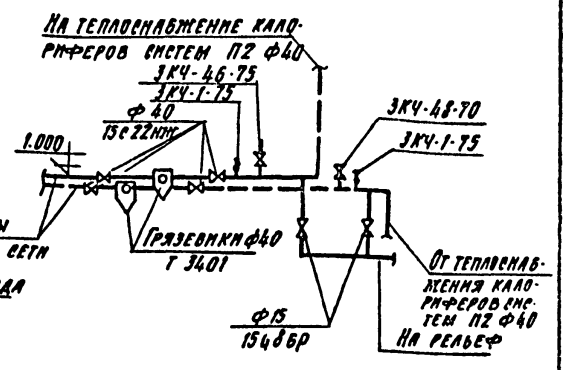 НА ТЕПЛОСНАБЖЕНИЕ КАЛО-
РИФЕРОВ СИСТЕМ П2 Ф40
ЗКЧ-46-75
ЗКЧ-1-75
Ф 40
15с22нж
ЗКЧ-48-70
ЗКЧ-1-75
1.000
СЕТИ
ГРЯЗЕВИКИ Ф40
Т 3401
ОТ ТЕПЛОСНАБ-
ЖЕНИЯ КАЛО-
РИФЕРОВ СИС-
ТЕМ П2 Ф40
Ф15
15ч8БР
НА РЕЛЬЕФ